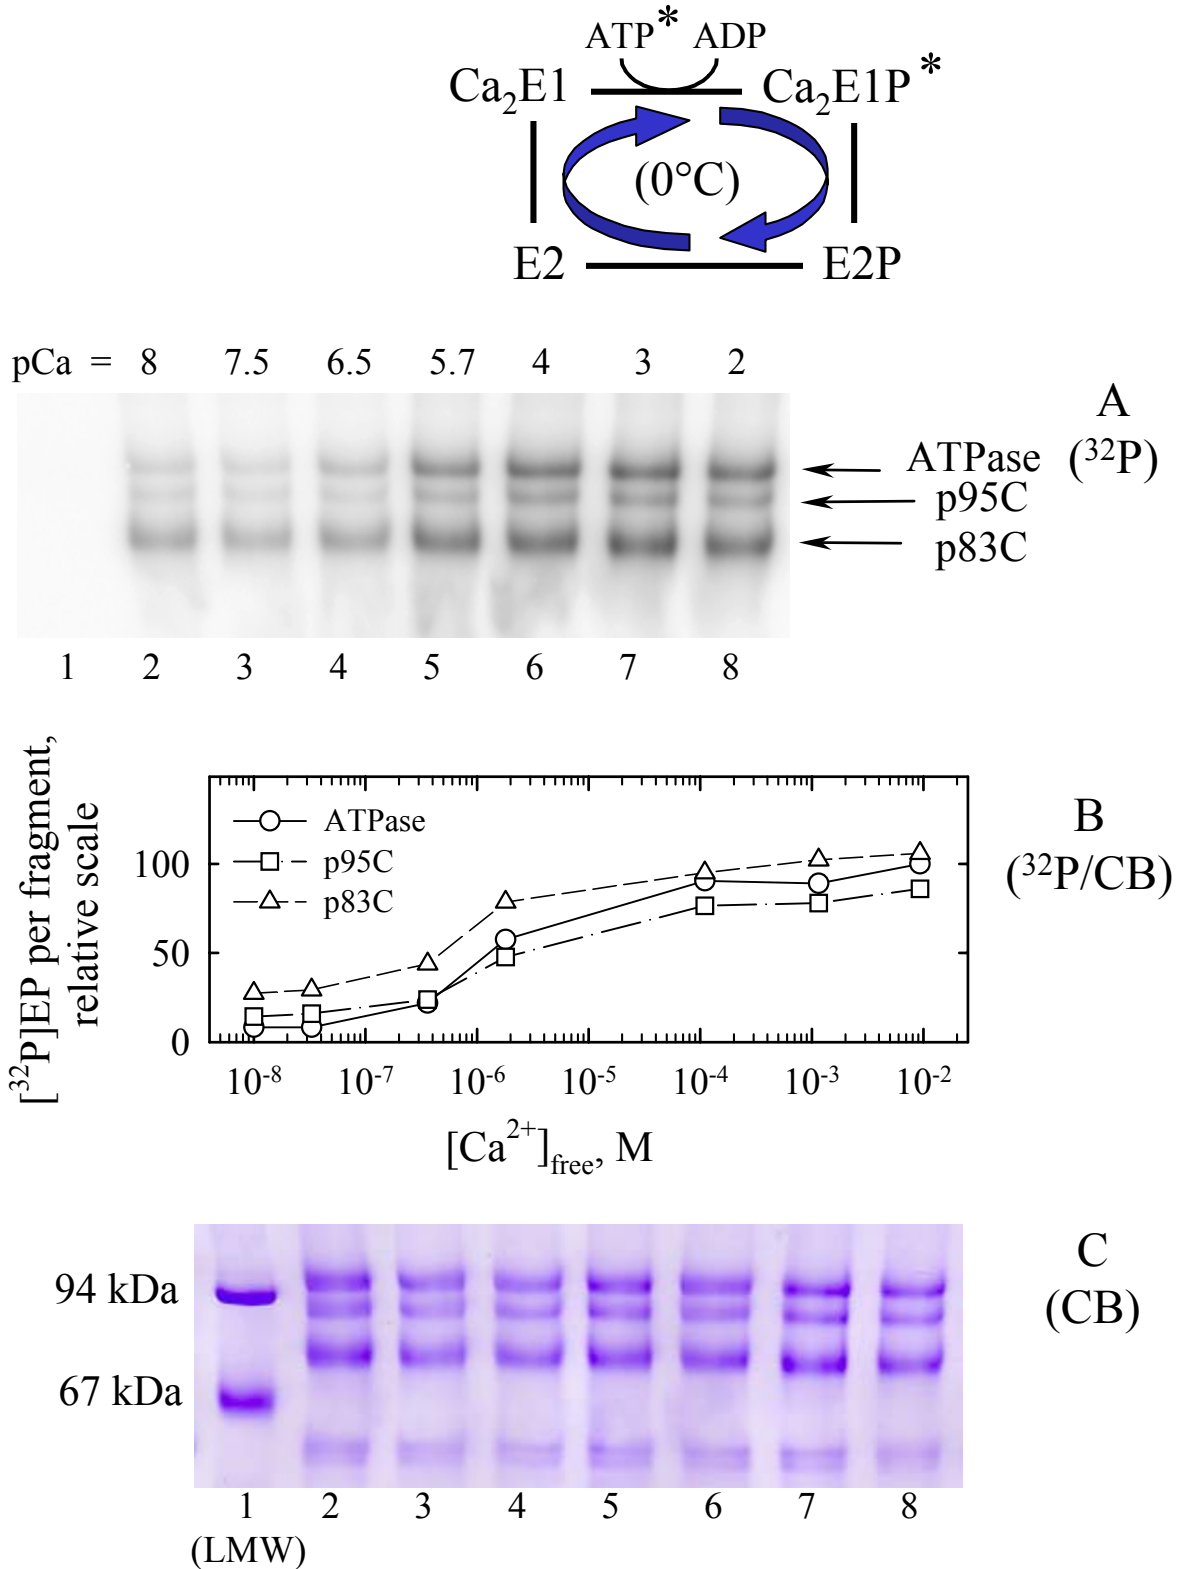 ATP* ADP
Ca₂E1 Ca₂E1P*
(0°C)
E2 E2P
pCa = 8 7.5 6.5 5.7 4 3 2
A
(³²P)
ATPase
p95C
p83C
1 2 3 4 5 6 7 8
[³²P]EP per fragment,
relative scale
100
50
0
ATPase
p95C
p83C
B
(³²P/CB)
10⁻⁸ 10⁻⁷ 10⁻⁶ 10⁻⁵ 10⁻⁴ 10⁻³ 10⁻²
[Ca²⁺]free, M
C
(CB)
94 kDa
67 kDa
1 2 3 4 5 6 7 8
(LMW)